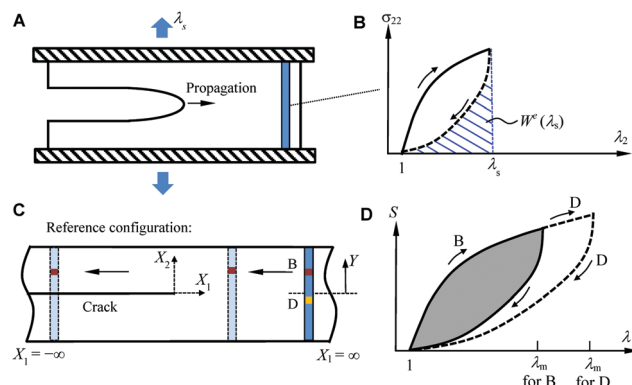 A
λs
Propagation
B
σ22
W^e(λs)
λ2
1
λs
C
Reference configuration:
X2
X1
B
Y
D
Crack
X1 = −∞
X1 = ∞
D
S
D
B
D
1
λm
for B
λm
for D
λ